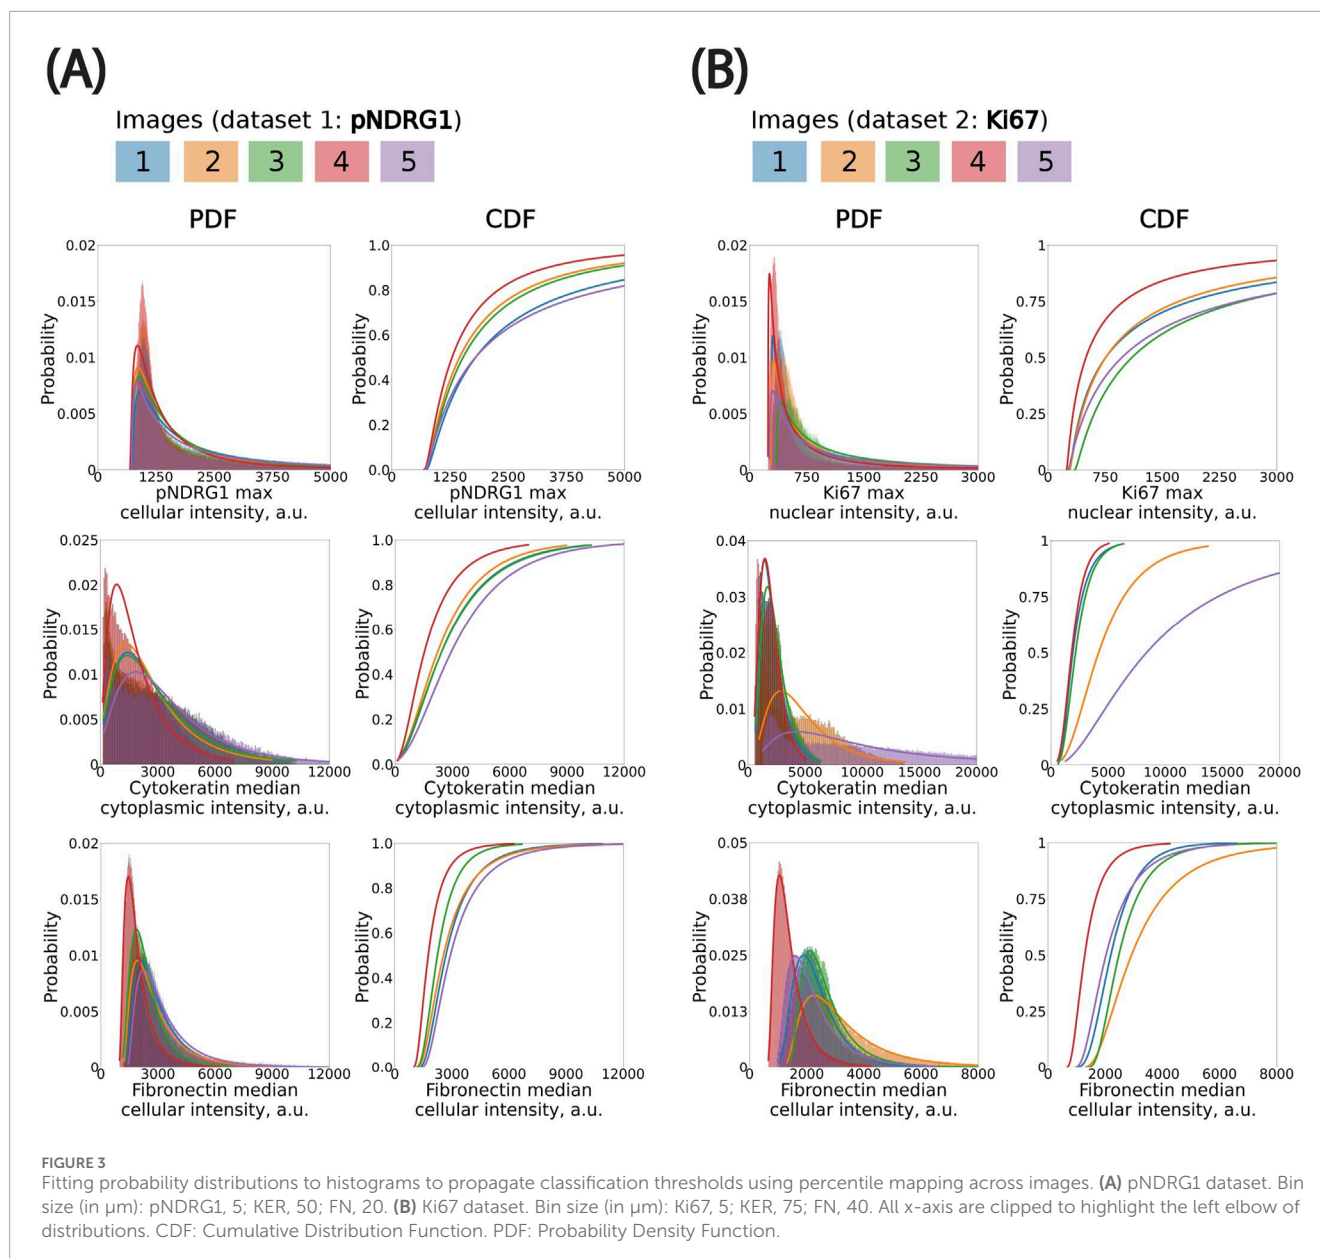 (A)
Images (dataset 1: pNDRG1)
1 2 3 4 5
PDF CDF
0.02
0.015
0.01
0.005
0
Probability
0 1250 2500 3750 5000
pNDRG1 max
cellular intensity, a.u.
1.0
0.8
0.6
0.4
0.2
0.0
Probability
0 1250 2500 3750 5000
pNDRG1 max
cellular intensity, a.u.
0.025
0.02
0.015
0.01
0.005
0
Probability
0 3000 6000 9000 12000
Cytokeratin median
cytoplasmic intensity, a.u.
1.0
0.8
0.6
0.4
0.2
0.0
Probability
0 3000 6000 9000 12000
Cytokeratin median
cytoplasmic intensity, a.u.
0.02
0.015
0.01
0.005
0
Probability
0 3000 6000 9000 12000
Fibronectin median
cellular intensity, a.u.
1.0
0.8
0.6
0.4
0.2
0.0
Probability
0 3000 6000 9000 12000
Fibronectin median
cellular intensity, a.u.
(B)
Images (dataset 2: Ki67)
1 2 3 4 5
PDF CDF
0.02
0.015
0.01
0.005
0
Probability
0 750 1500 2250 3000
Ki67 max
nuclear intensity, a.u.
1
0.75
0.5
0.25
0
Probability
0 750 1500 2250 3000
Ki67 max
nuclear intensity, a.u.
0.04
0.03
0.02
0.01
0
Probability
0 5000 10000 15000 20000
Cytokeratin median
cytoplasmic intensity, a.u.
1
0.75
0.5
0.25
0
Probability
0 5000 10000 15000 20000
Cytokeratin median
cytoplasmic intensity, a.u.
0.05
0.038
0.025
0.013
0
Probability
0 2000 4000 6000 8000
Fibronectin median
cellular intensity, a.u.
1
0.75
0.5
0.25
0
Probability
0 2000 4000 6000 8000
Fibronectin median
cellular intensity, a.u.
FIGURE 3
Fitting probability distributions to histograms to propagate classification thresholds using percentile mapping across images. (A) pNDRG1 dataset. Bin
size (in µm): pNDRG1, 5; KER, 50; FN, 20. (B) Ki67 dataset. Bin size (in µm): Ki67, 5; KER, 75; FN, 40. All x-axis are clipped to highlight the left elbow of
distributions. CDF: Cumulative Distribution Function. PDF: Probability Density Function.